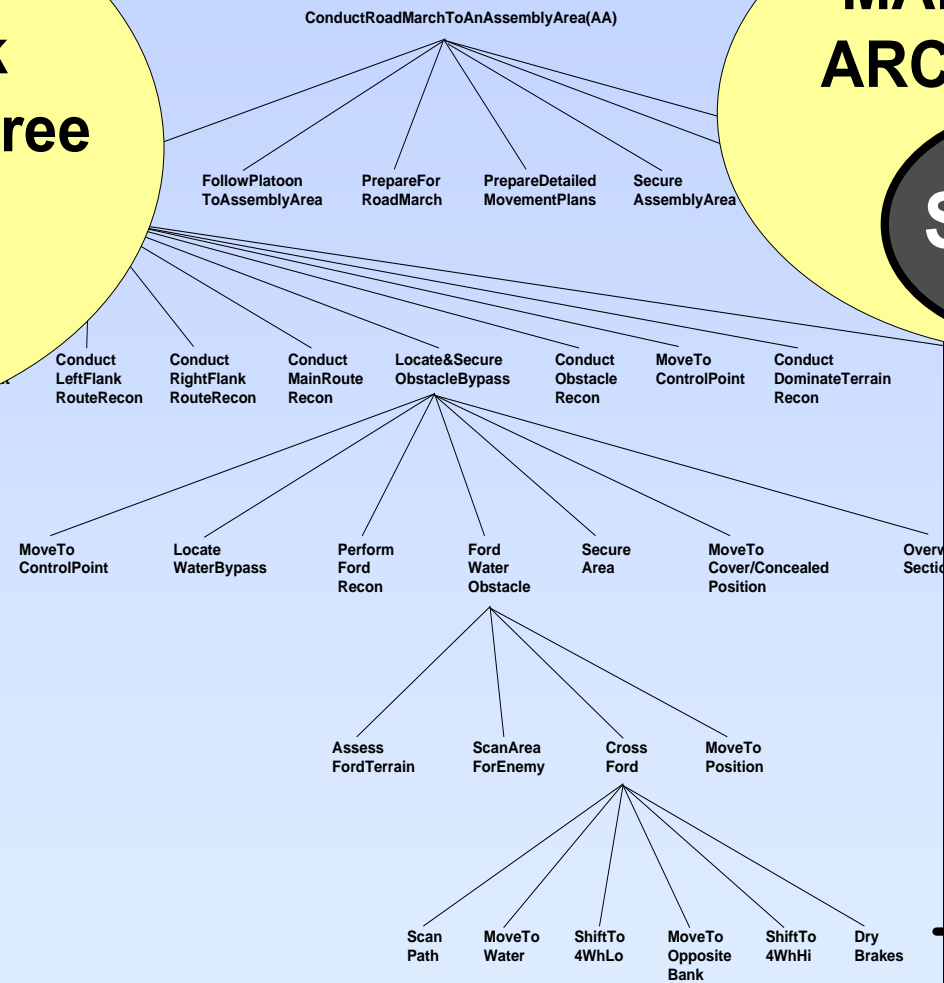 ConductRoadMarchToAnAssemblyArea(AA)
ARC
ree
FollowPlatoon
ToAssemblyArea
PrepareFor
RoadMarch
PrepareDetailed
MovementPlans
Secure
AssemblyArea
S
Conduct
LeftFlank
RouteRecon
Conduct
RightFlank
RouteRecon
Conduct
MainRoute
Recon
Locate&Secure
ObstacleBypass
Conduct
Obstacle
Recon
MoveTo
ControlPoint
Conduct
DominateTerrain
Recon
MoveTo
ControlPoint
Locate
WaterBypass
Perform
Ford
Recon
Ford
Water
Obstacle
Secure
Area
MoveTo
Cover/Concealed
Position
Overw
Sectio
Assess
FordTerrain
ScanArea
ForEnemy
Cross
Ford
MoveTo
Position
Scan
Path
MoveTo
Water
ShiftTo
4WhLo
MoveTo
Opposite
Bank
ShiftTo
4WhHi
Dry
Brakes